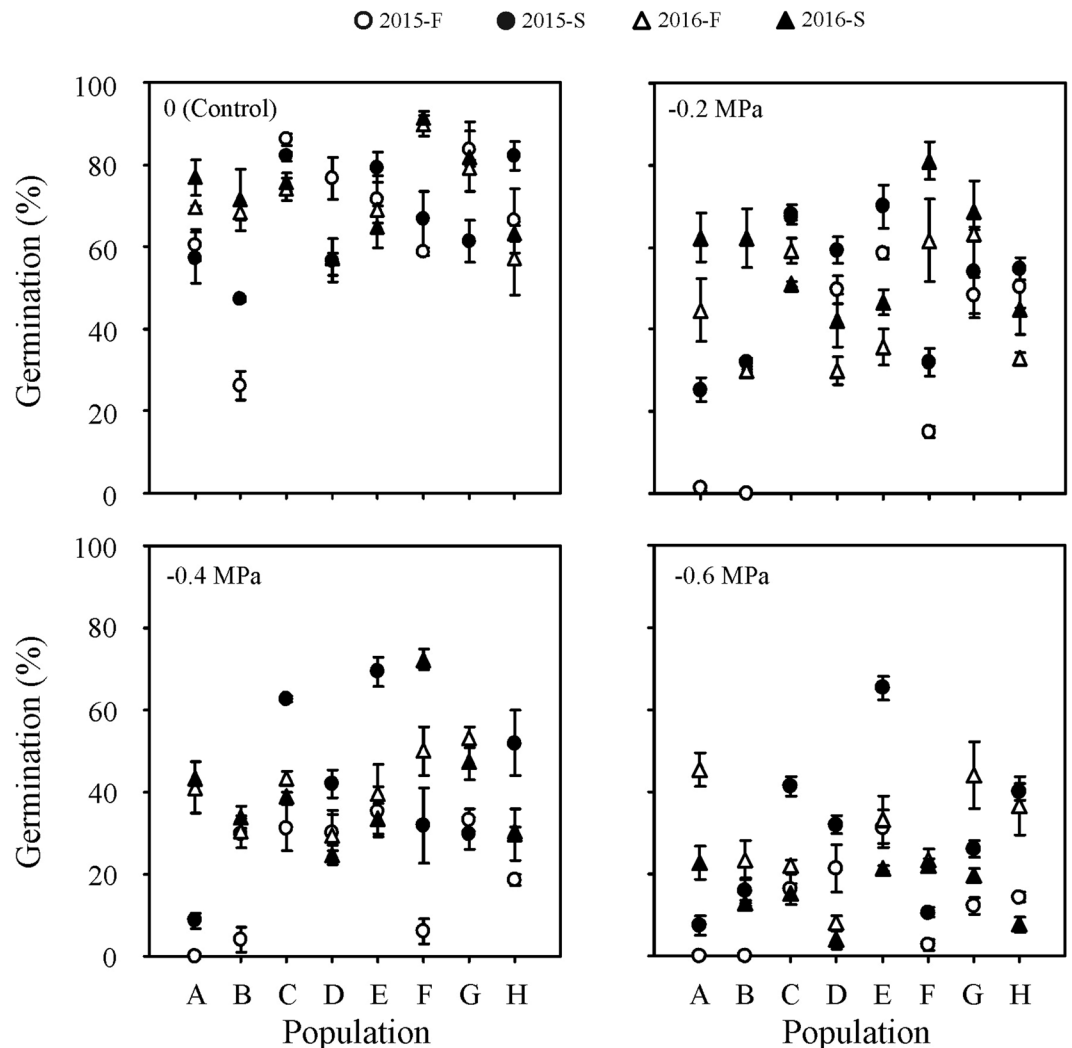 2015-F 2015-S 2016-F 2016-S
0 (Control)
-0.2 MPa
Germination (%)
100
80
60
40
20
0
-0.4 MPa
-0.6 MPa
Germination (%)
100
80
60
40
20
0
A B C D E F G H
A B C D E F G H
Population
Population